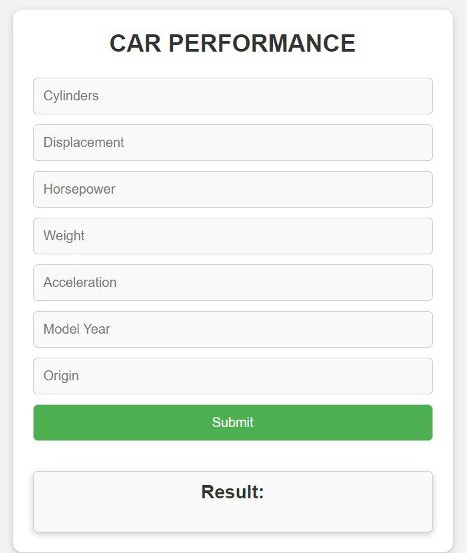 CAR PERFORMANCE
Cylinders
Displacement
Horsepower
Weight
Acceleration
Model Year
Origin
Submit
Result: